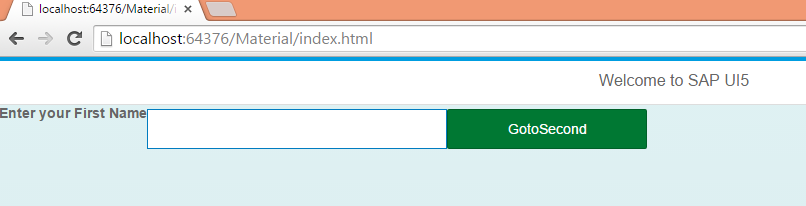 localhost:64376/Material/i
localhost:64376/Material/index.html
Welcome to SAP UI5
Enter your First Name
GotoSecond